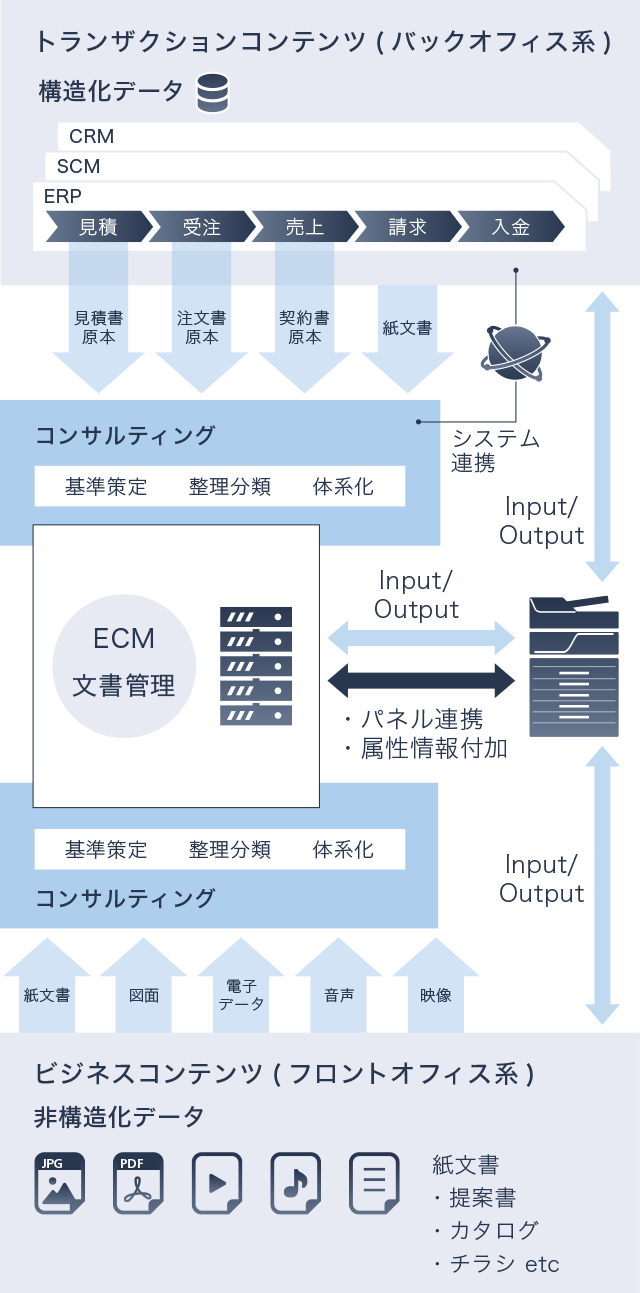 トランザクションコンテンツ ( バックオフィス系 )
構造化データ
CRM
SCM
ERP
見積 受注 売上 請求 入金
見積書
原本
注文書
原本
契約書
原本
紙文書
コンサルティング
システム
連携
基準策定 整理分類 体系化
Input/
Output
ECM
文書管理
Input/
Output
・パネル連携
・属性情報付加
基準策定 整理分類 体系化
コンサルティング
Input/
Output
紙文書
図面
電子
データ
音声
映像
ビジネスコンテンツ ( フロントオフィス系 )
非構造化データ
JPG
PDF
紙文書
・提案書
・カタログ
・チラシ etc